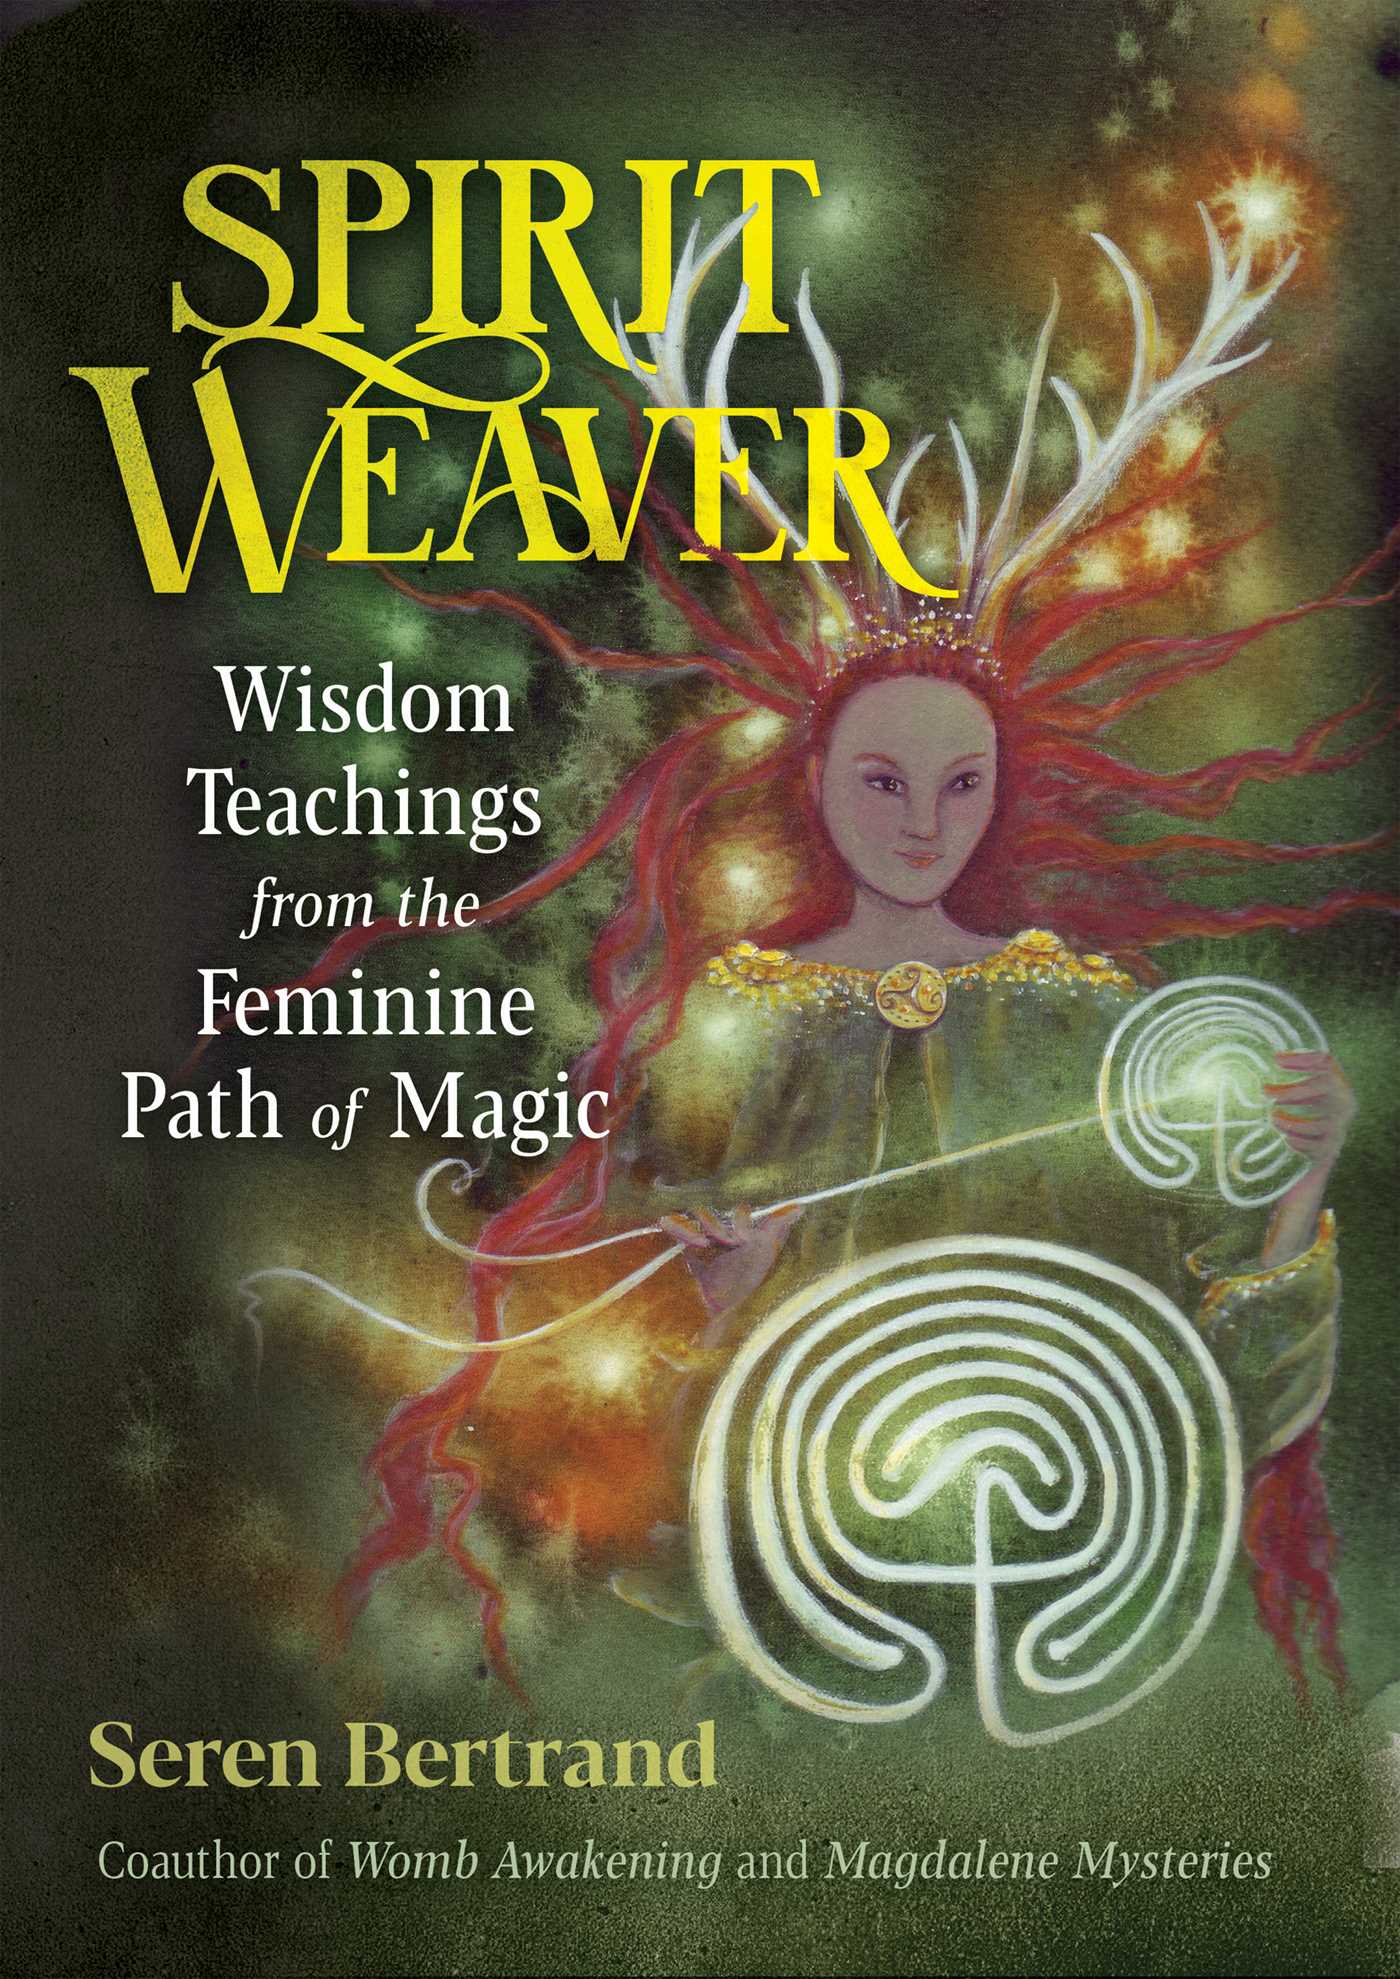 SPIRIT
WEAVER
Wisdom
Teachings
from the
Feminine
Path of Magic
Seren Bertrand
Coauthor of Womb Awakening and Magdalene Mysteries